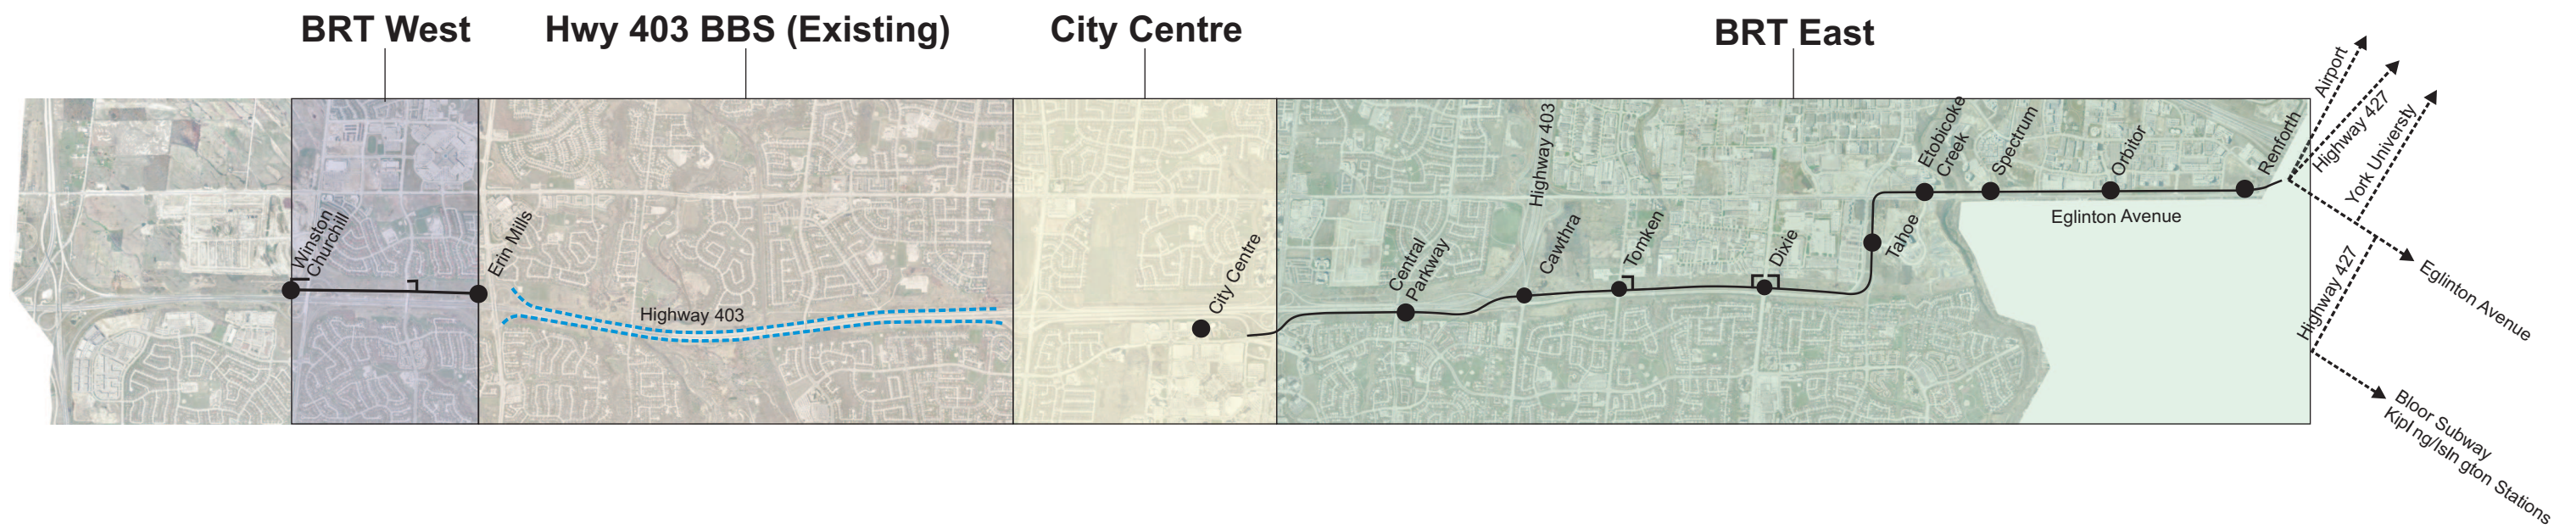 BRT West
Hwy 403 BBS (Existing)
City Centre
BRT East
Winston
Churchill
Erin Mills
Highway 403
City Centre
Central
Parkway
Cawthra
Highway 403
Tomken
Dixie
Tahoe
Etobicoke
Creek
Spectrum
Orbitor
Renforth
Eglinton Avenue
Airport
Highway 427
York Universty
Eglinton Avenue
Highway 427
Bloor Subway
Kipl ng/Isln gton Stations